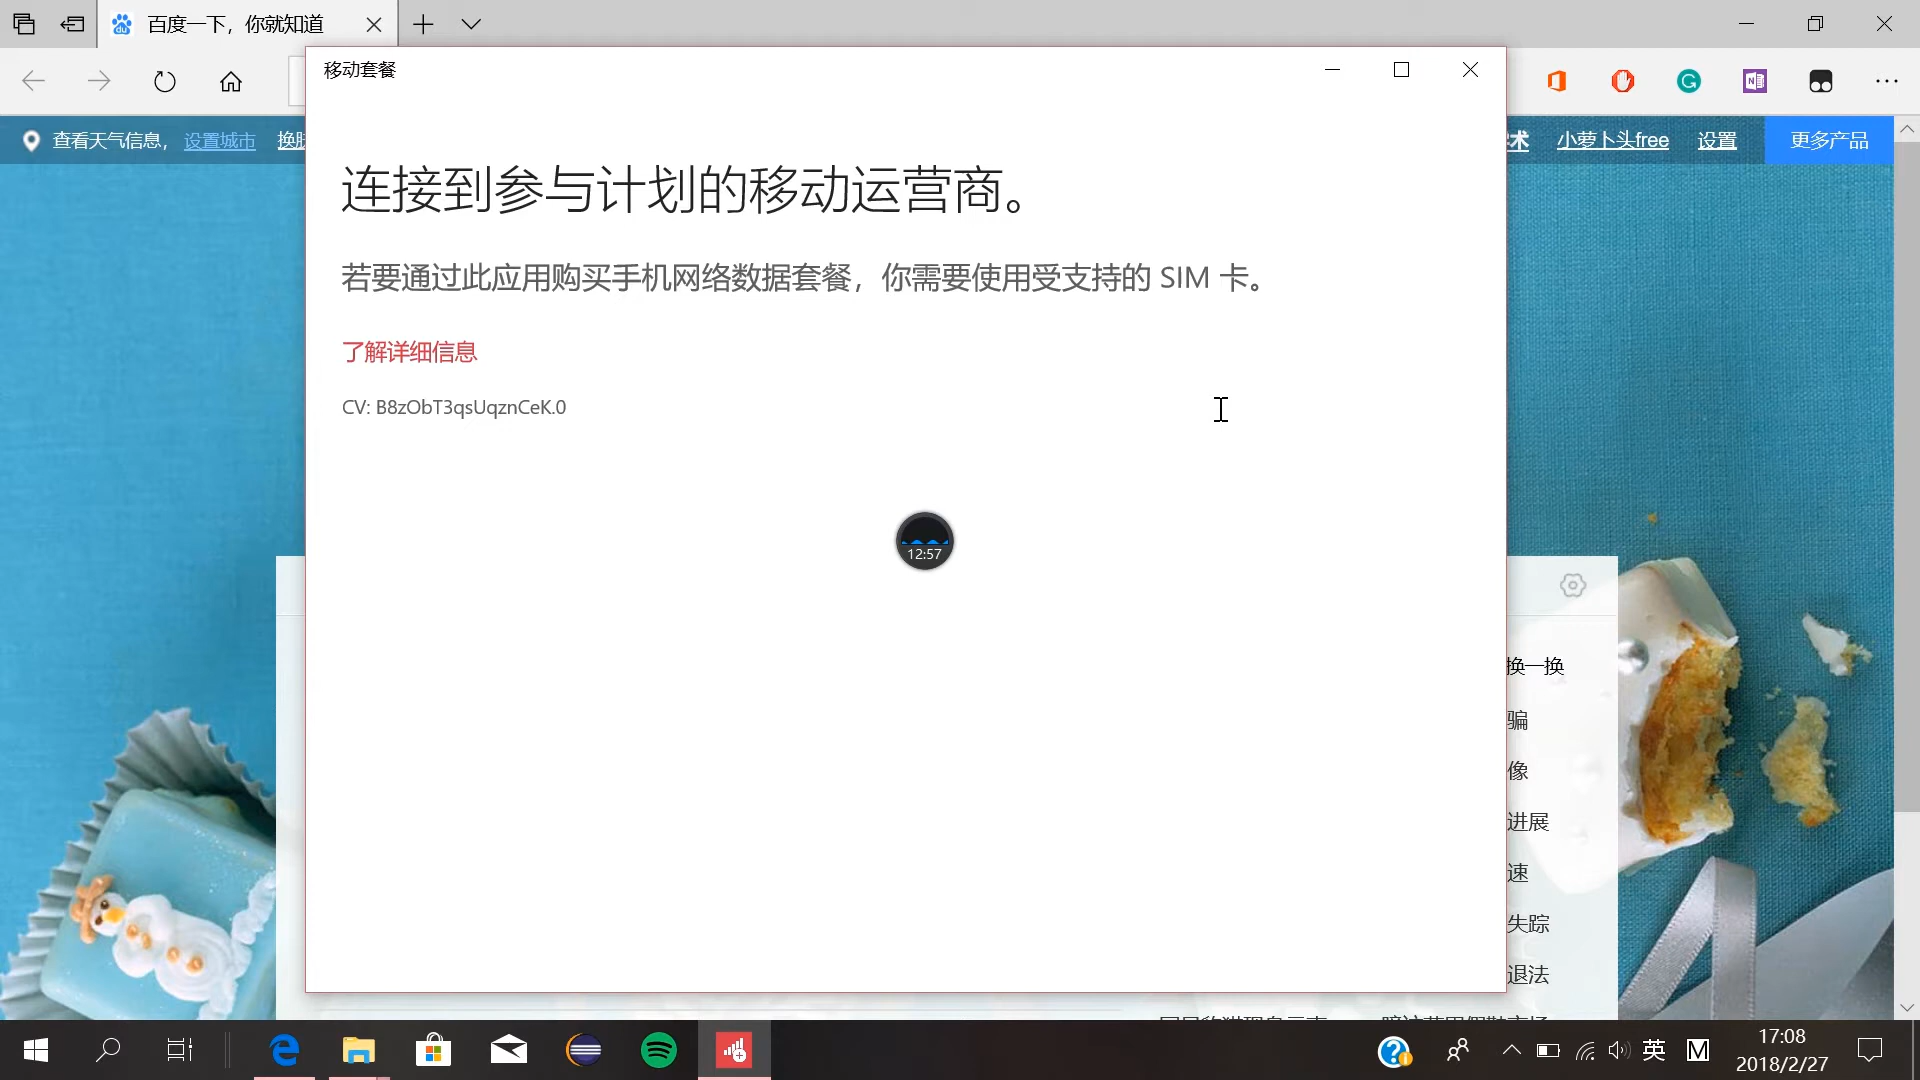 百度一下，你就知道
移动套餐
查看天气信息，设置城市 换肤
术 小萝卜头free 设置 更多产品
连接到参与计划的移动运营商。
若要通过此应用购买手机网络数据套餐，你需要使用受支持的 SIM 卡。
了解详细信息
CV: B8zObT3qsUqznCeK.0
12:57
换一换
骗
像
进展
速
失踪
退法
英
M
17:08
2018/2/27